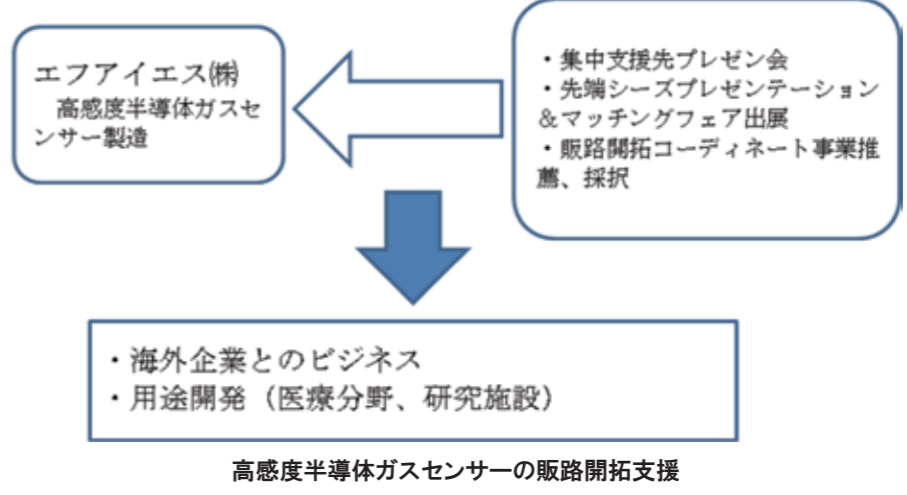 エフアイエス㈱
高感度半導体ガスセ
ンサー製造
・集中支援先プレゼン会
・先端シーズプレゼンテーション
＆マッチングフェア出展
・販路開拓コーディネート事業推
薦、採択
・海外企業とのビジネス
・用途開発（医療分野、研究施設）
高感度半導体ガスセンサーの販路開拓支援